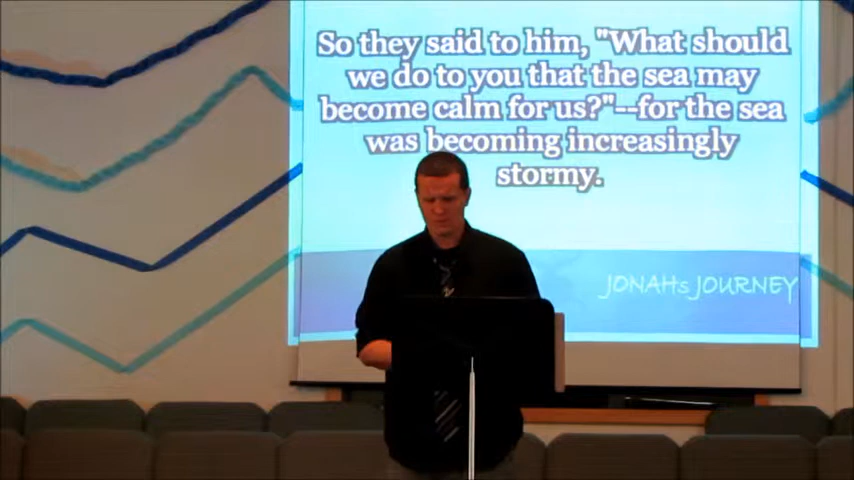 So they said to him, "What should
we do to you that the sea may
become calm for us?"--for the sea
was becoming increasingly
stormy.
JONAHs JOURNEY